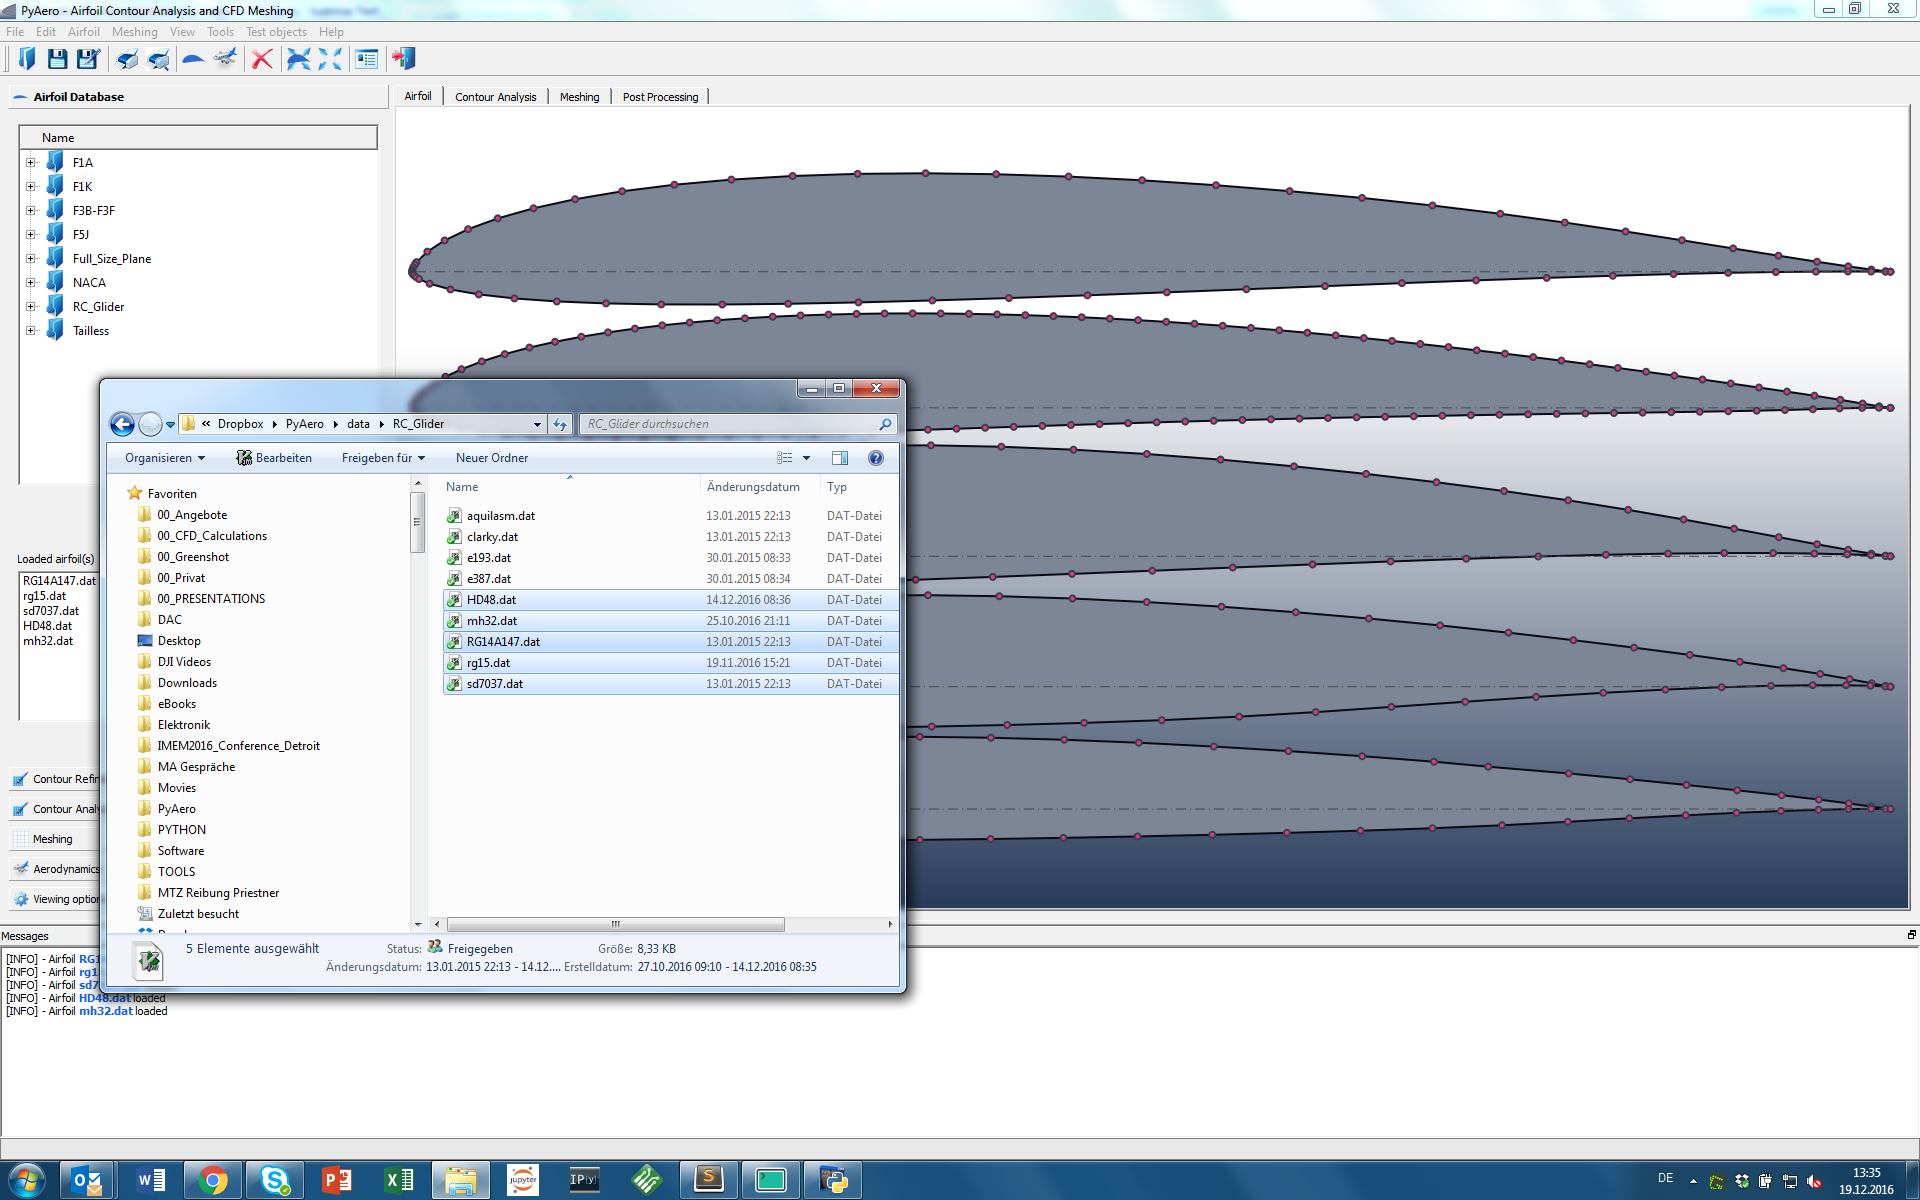 PyAero - Airfoil Contour Analysis and CFD Meshing
File Edit Airfoil Meshing View Tools Test objects Help
Airfoil Database
Airfoil Contour Analysis Meshing Post Processing
Name
F1A
F1K
F3B-F3F
F5J
Full_Size_Plane
NACA
RC_Glider
Tailless
Loaded airfoil(s)
RG14A147.dat
rg15.dat
sd7037.dat
HD48.dat
mh32.dat
Contour Refin
Contour Analy
Meshing
Aerodynamics
Viewing option
« Dropbox PyAero data RC_Glider
RC_Glider durchsuchen
Organisieren Bearbeiten Freigeben für Neuer Ordner
Favoriten
00_Angebote
00_CFD_Calculations
00_Greenshot
00_Privat
00_PRESENTATIONS
DAC
Desktop
DJI Videos
Downloads
eBooks
Elektronik
IMEM2016_Conference_Detroit
MA Gespräche
Movies
PyAero
PYTHON
Software
TOOLS
MTZ Reibung Priestner
Zuletzt besucht
Name Änderungsdatum Typ
aquilasm.dat 13.01.2015 22:13 DAT-Datei
clarky.dat 13.01.2015 22:13 DAT-Datei
e193.dat 30.01.2015 08:33 DAT-Datei
e387.dat 30.01.2015 08:34 DAT-Datei
HD48.dat 14.12.2016 08:36 DAT-Datei
mh32.dat 25.10.2016 21:11 DAT-Datei
RG14A147.dat 13.01.2015 22:13 DAT-Datei
rg15.dat 19.11.2016 15:21 DAT-Datei
sd7037.dat 13.01.2015 22:13 DAT-Datei
5 Elemente ausgewählt Status: Freigegeben Größe: 8,33 KB
Änderungsdatum: 13.01.2015 22:13 - 14.12.... Erstelldatum: 27.10.2016 09:10 - 14.12.2016 08:35
Messages
[INFO] - Airfoil RG1
[INFO] - Airfoil rg1
[INFO] - Airfoil sd7
[INFO] - Airfoil HD48.dat loaded
[INFO] - Airfoil mh32.dat loaded
jupyter
IP[y]
DE
13:35
19.12.2016